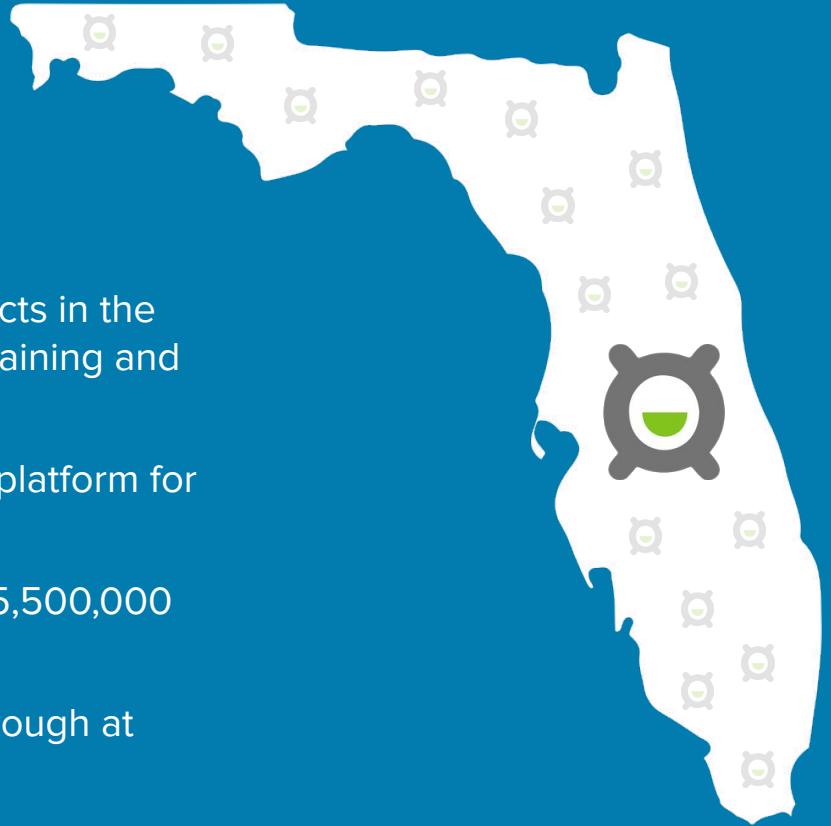 cts in the
aining and
platform for
5,500,000
ough at